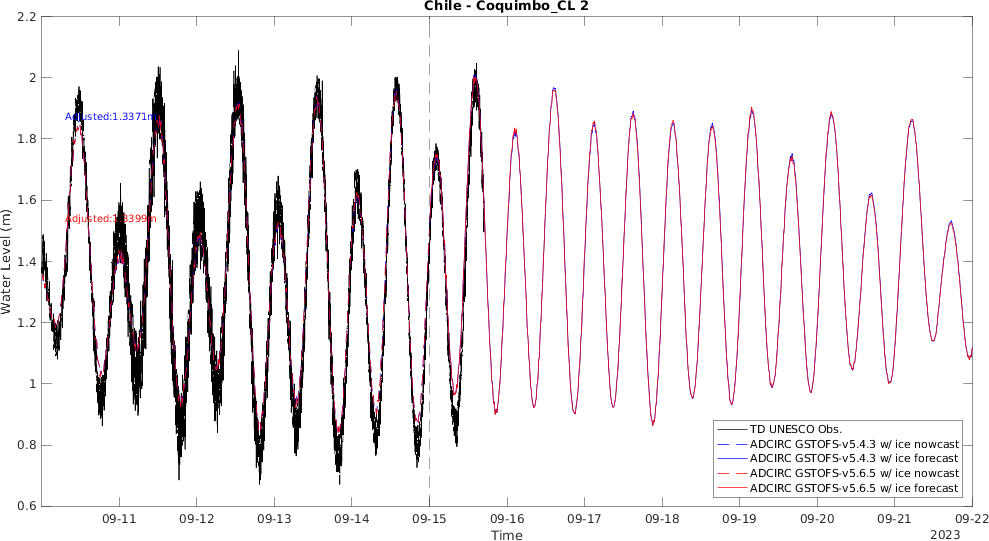 Chile - Coquimbo_CL 2
Water Level (m)
2.2
2
1.8
1.6
1.4
1.2
1
0.8
0.6
Adjusted:1.3371m
Adjusted:1.3399m
TD UNESCO Obs.
ADCIRC GSTOFS-v5.4.3 w/ ice nowcast
ADCIRC GSTOFS-v5.4.3 w/ ice forecast
ADCIRC GSTOFS-v5.6.5 w/ ice nowcast
ADCIRC GSTOFS-v5.6.5 w/ ice forecast
09-11 09-12 09-13 09-14 09-15 09-16 09-17 09-18 09-19 09-20 09-21 09-22
Time
2023